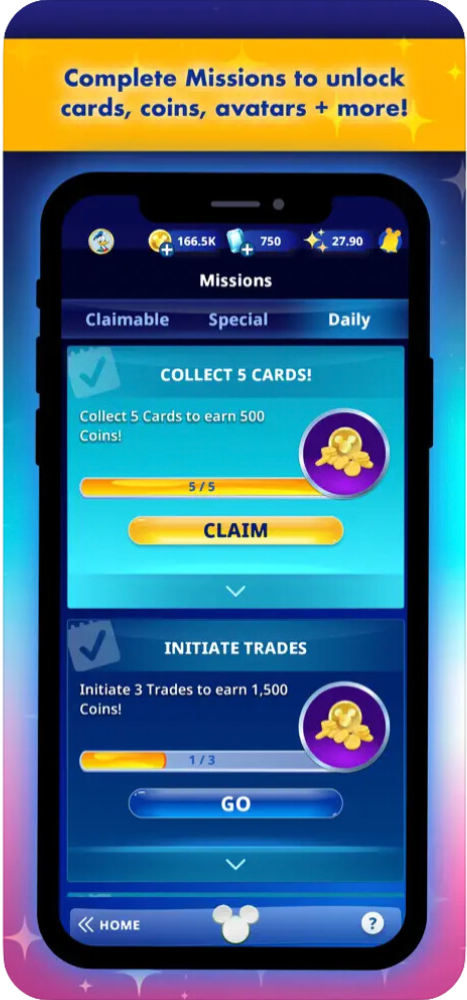 Complete Missions to unlock
cards, coins, avatars + more!
166.5K 750 27.90
Missions
Claimable Special Daily
COLLECT 5 CARDS!
Collect 5 Cards to earn 500
Coins!
5 / 5
CLAIM
INITIATE TRADES
Initiate 3 Trades to earn 1,500
Coins!
1 / 3
GO
HOME ?